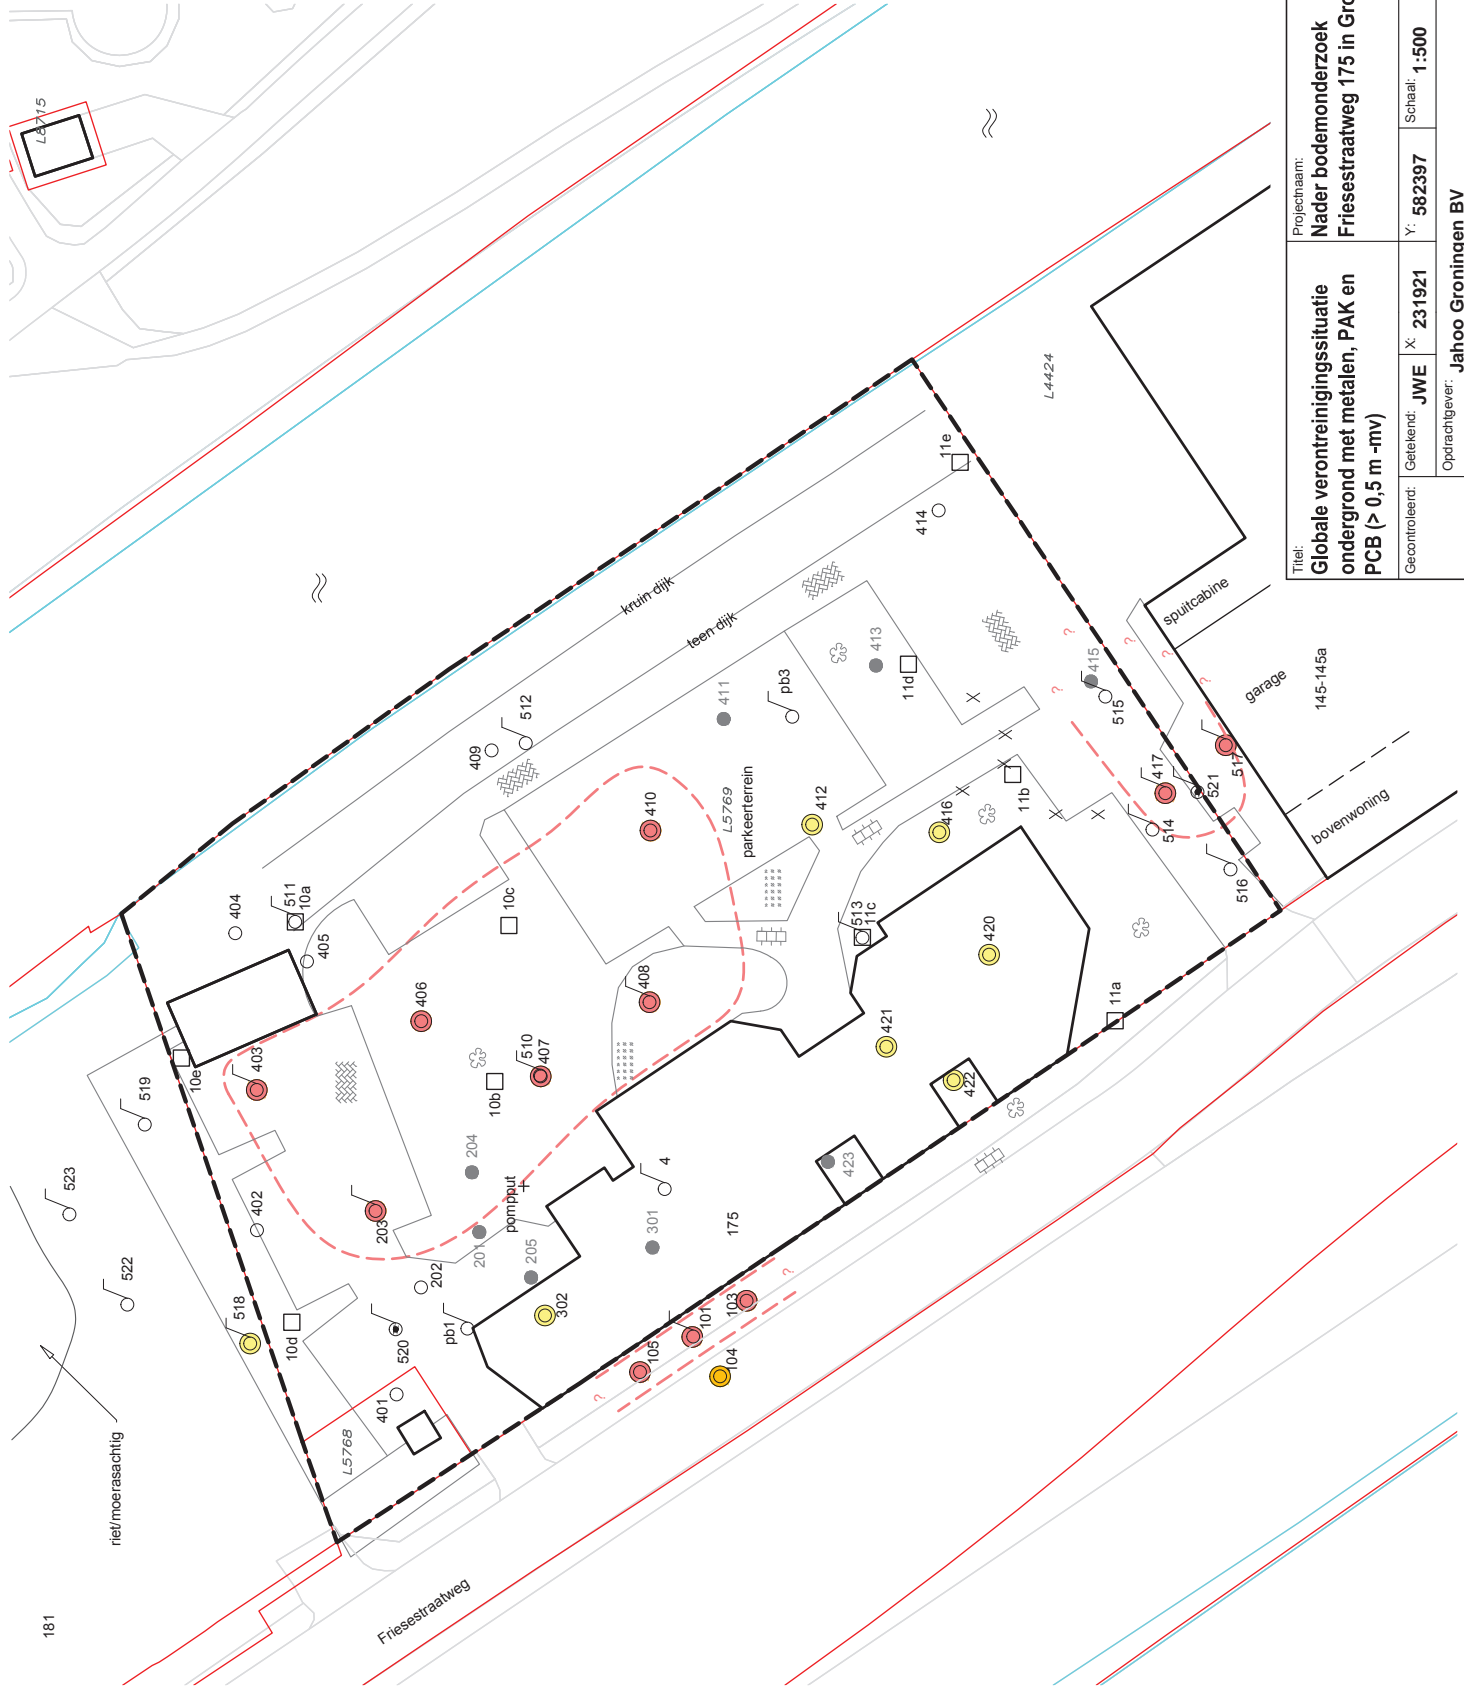 L8715
riet/moerasachtig
181
Friesestraatweg
523
522
519
518
10e
10d
402
403
404
405
511
10a
203
520
202
401
L5768
pb1
406
204
201
205
pompput
10b
510
407
10c
409
512
kruin dijk
teen dijk
302
301
4
175
408
410
411
L5769
parkeerterrein
pb3
412
413
11d
414
11e
L4424
105
101
103
104
423
421
422
420
513
11c
416
11b
11a
415
515
417
521
514
516
517
spuitcabine
garage
145-145a
bovenwoning
?
?
?
?
?
?
Titel:
Globale verontreinigingssituatie
ondergrond met metalen, PAK en
PCB (> 0,5 m -mv)
Projectnaam:
Nader bodemonderzoek
Friesestraatweg 175 in Gro
Gecontroleerd:
Getekend: JWE
X: 231921
Y: 582397
Schaal: 1:500
Opdrachtgever: Jahoo Groningen BV